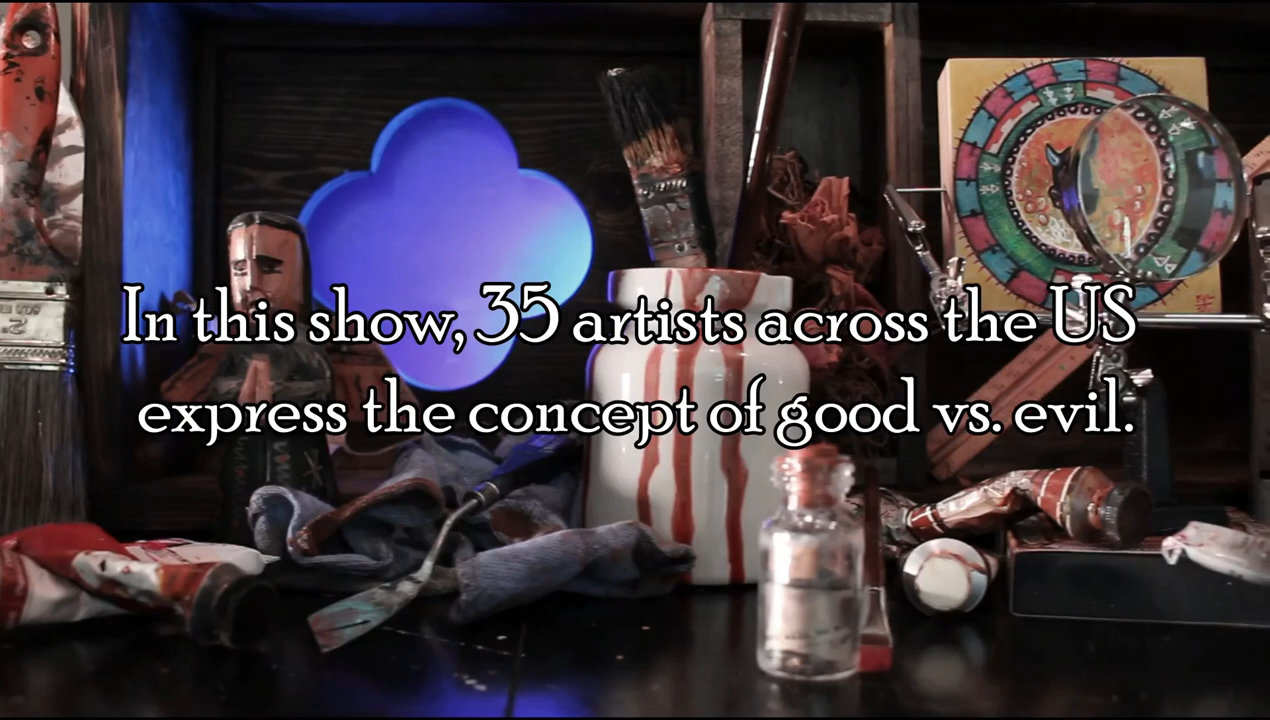 In this show, 35 artists across the US
express the concept of good vs. evil.